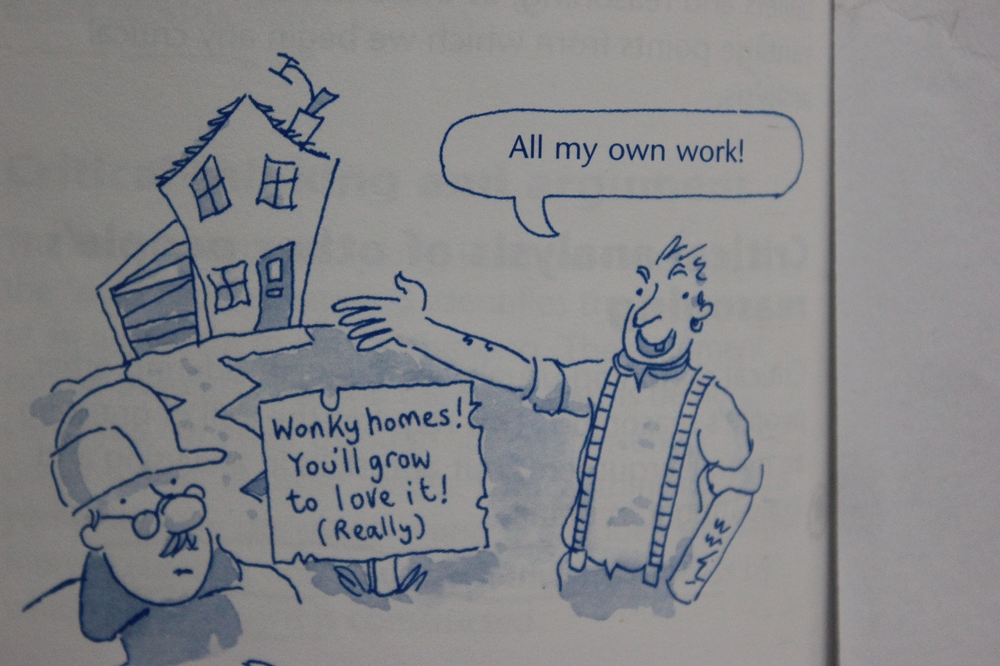 All my own work!
Wonky homes!
You'll grow
to love it!
(Really)